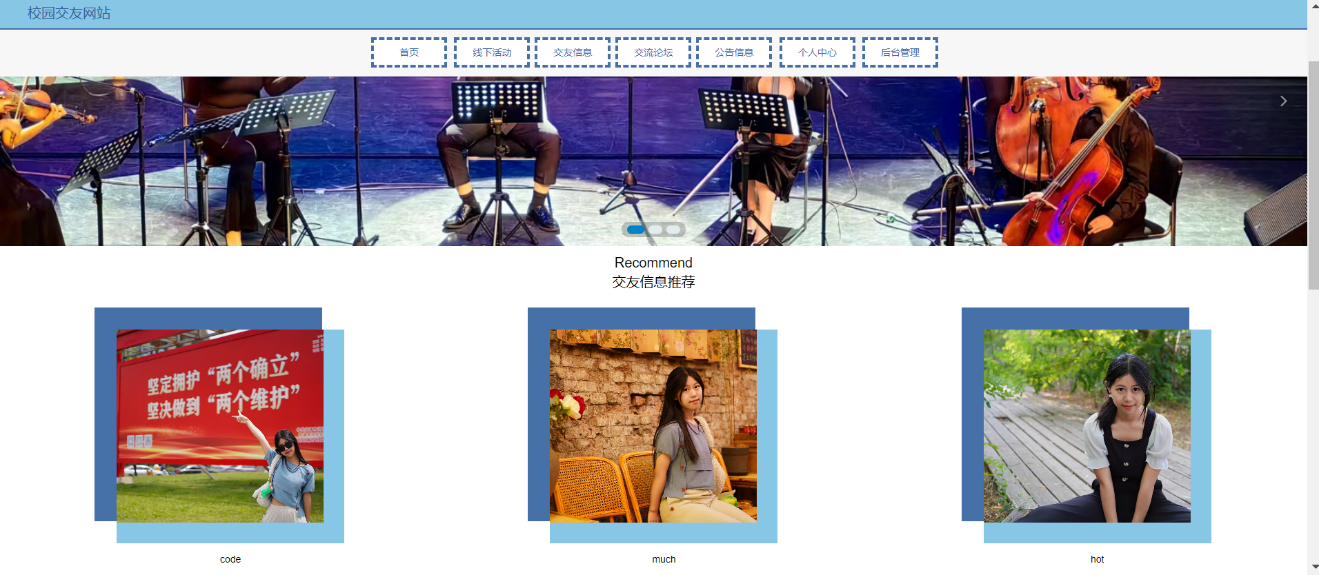 校园交友网站
首页 线下活动 交友信息 交流论坛 公告信息 个人中心 后台管理
Recommend
交友信息推荐
坚定拥护“两个确立”
坚决做到“两个维护”
code much hot